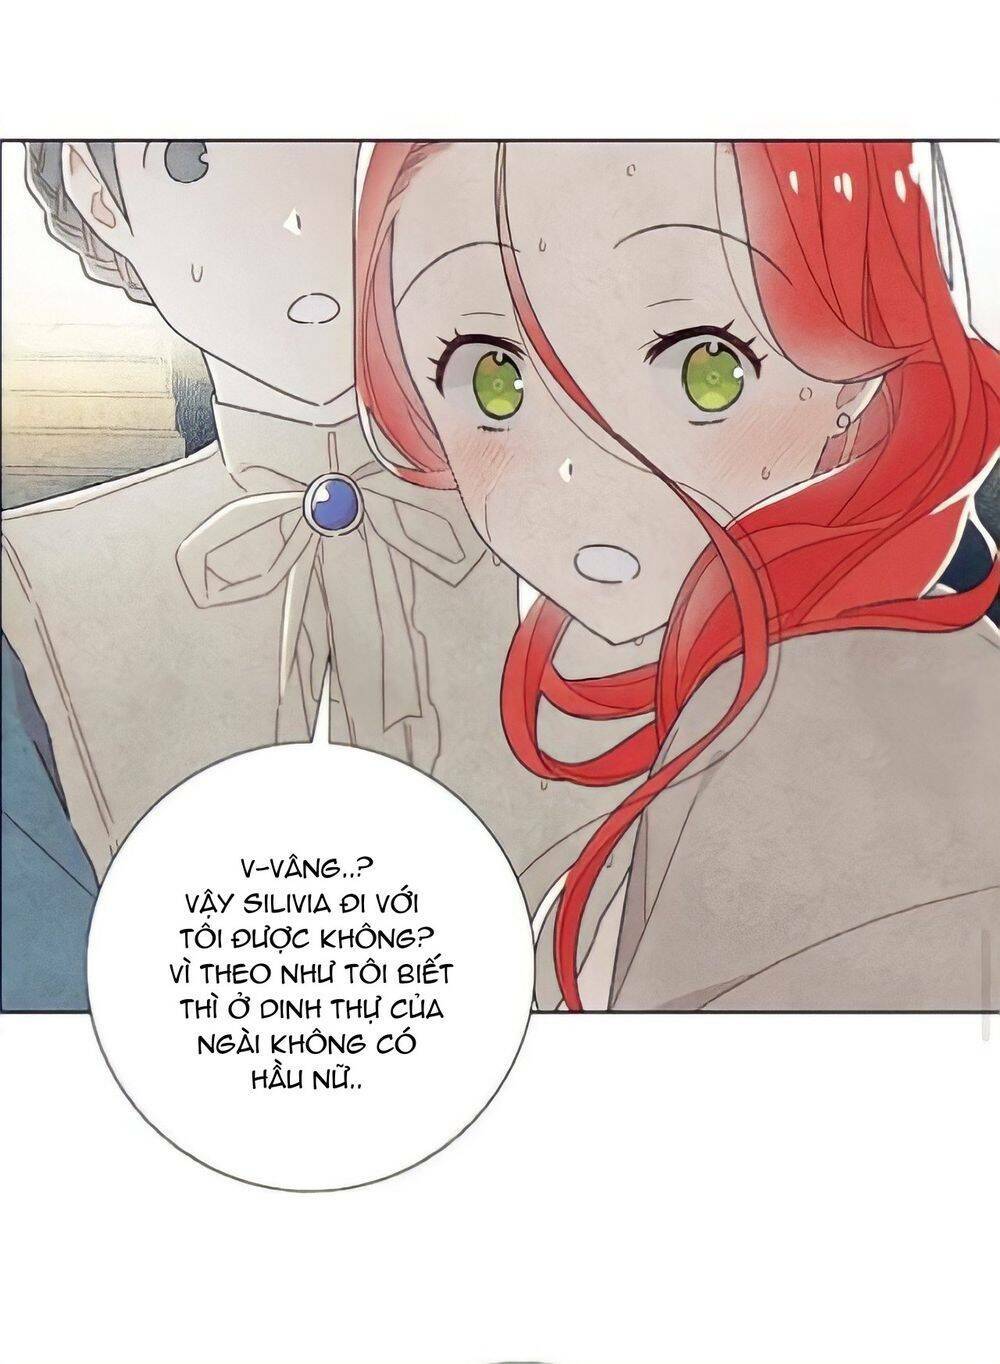 V-VÂNG..?
VẬY SILIVIA ĐI VỚI
TÔI ĐƯỢC KHÔNG?
VÌ THEO NHƯ TÔI BIẾT
THÌ Ở DINH THỰ CỦA
NGÀI KHÔNG CÓ
HẦU NỮ..